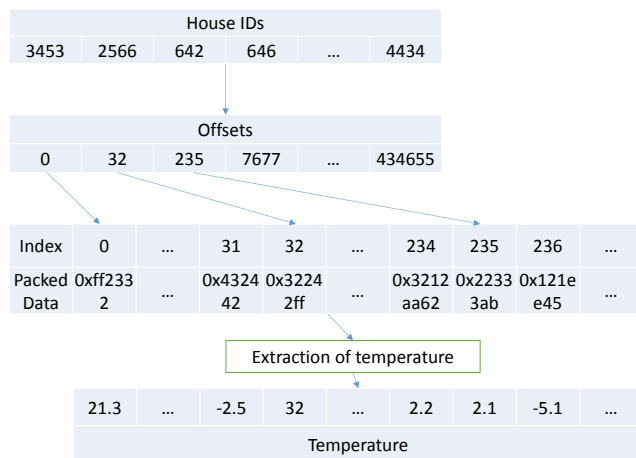 House IDs
3453 2566 642 646 ... 4434
Offsets
0 32 235 7677 ... 434655
Index 0 ... 31 32 ... 234 235 236 ...
Packed 0xff233 ... 0x4324 0x3224 ... 0x3212 0x2233 0x121e ...
Data 2 42 2ff aa62 3ab e45
Extraction of temperature
21.3 ... -2.5 32 ... 2.2 2.1 -5.1 ...
Temperature